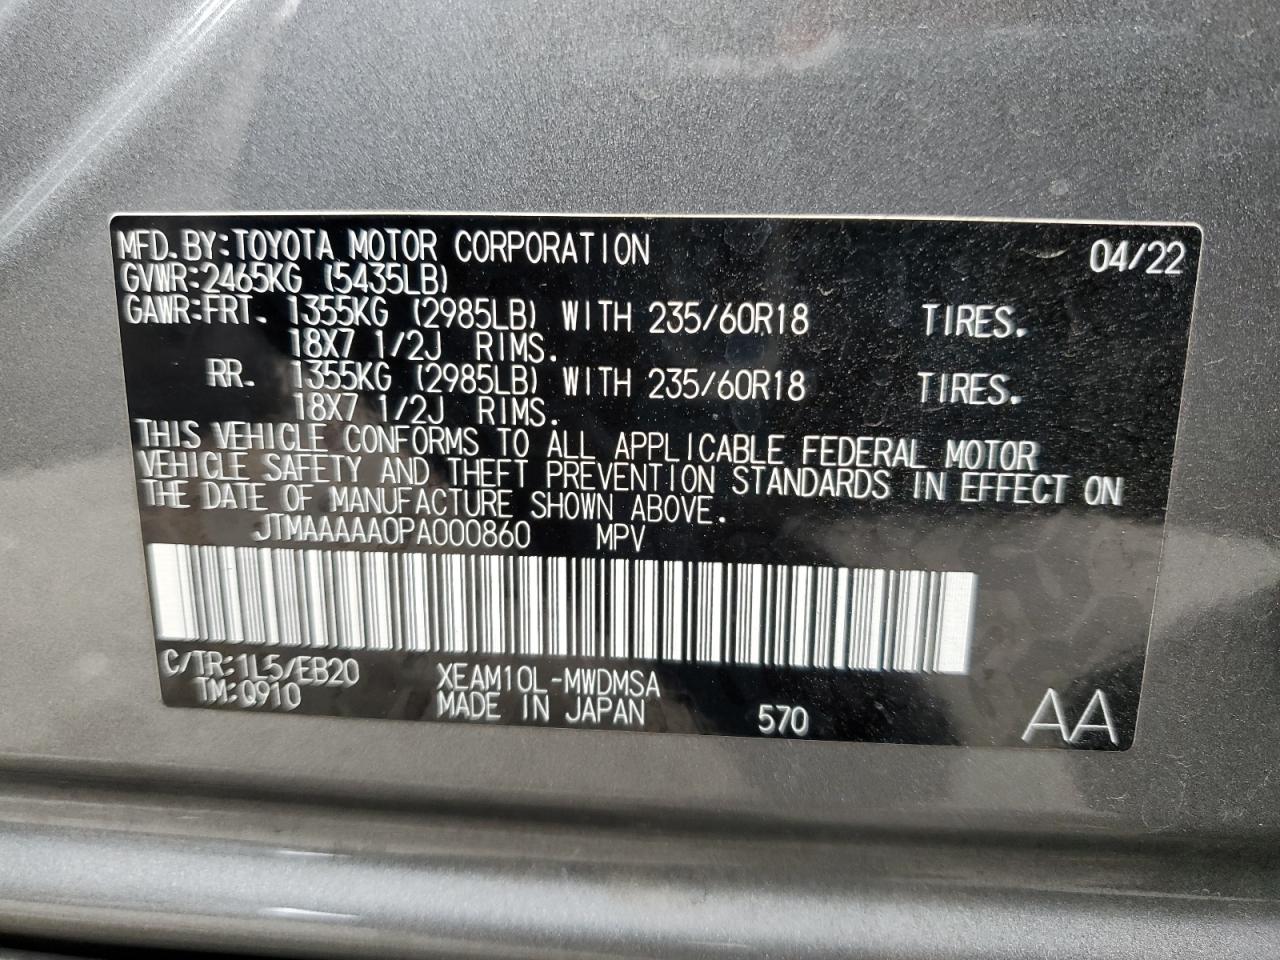 MFD.BY:TOYOTA MOTOR CORPORATION 04/22
GVWR:2465KG (5435LB)
GAWR:FRT. 1355KG (2985LB) WITH 235/60R18 TIRES.
18X7 1/2J RIMS.
RR. 1355KG (2985LB) WITH 235/60R18 TIRES.
18X7 1/2J RIMS.
THIS VEHICLE CONFORMS TO ALL APPLICABLE FEDERAL MOTOR
VEHICLE SAFETY AND THEFT PREVENTION STANDARDS IN EFFECT ON
THE DATE OF MANUFACTURE SHOWN ABOVE.
JTMAAAAA0PA000860 MPV
C/TR:1L5/EB20 XEAM10L-MWDMSA
TM:Q910 MADE IN JAPAN 570 AA